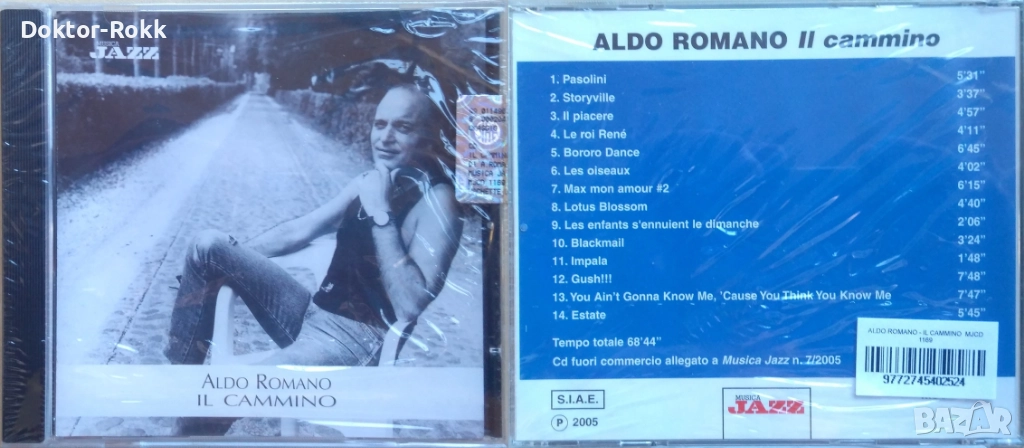 Doktor-Rokk
MUSICA
JAZZ
ALDO ROMANO
IL CAMMINO
ALDO ROMANO Il cammino
1. Pasolini 5'31"
2. Storyville 3'37"
3. Il piacere 4'57"
4. Le roi René 4'11"
5. Bororo Dance 6'45"
6. Les oiseaux 4'02"
7. Max mon amour #2 6'15"
8. Lotus Blossom 4'40"
9. Les enfants s'ennuient le dimanche 2'06"
10. Blackmail 3'24"
11. Impala 1'48"
12. Gush!!! 7'48"
13. You Ain't Gonna Know Me, 'Cause You Think You Know Me 7'47"
14. Estate 5'45"
Tempo totale 68'44"
Cd fuori commercio allegato a Musica Jazz n. 7/2005
ALDO ROMANO - IL CAMMINO MJCD
1169
9772745402524
S.I.A.E.
P 2005
MUSICA
JAZZ
BAZAR